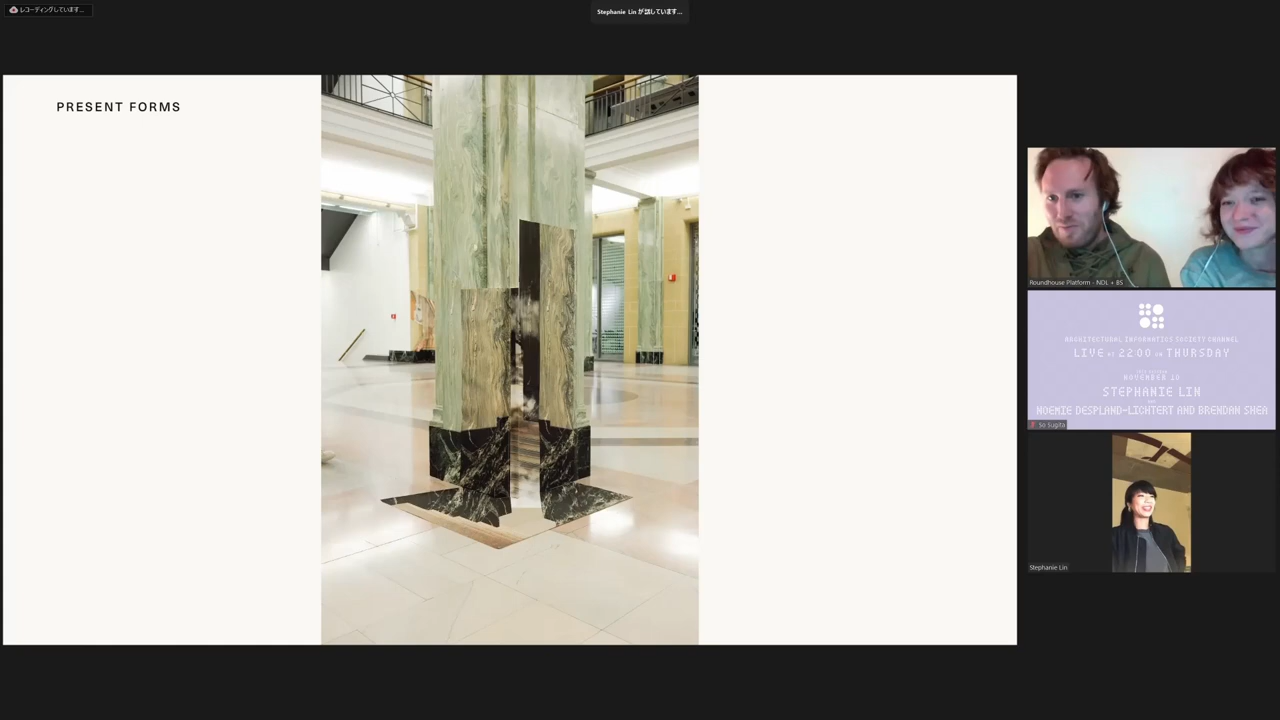 レコーディングしています...
Stephanie Lin が話しています...
PRESENT FORMS
Roundhouse Platform - NDL + BS
ARCHITECTURAL INFORMATICS SOCIETY CHANNEL
LIVE AT 22:00 ON THURSDAY
NOVEMBER 10
STEPHANIE LIN
AND
NOEMIE DESPLAND-LICHTERT AND BRENDAN SHEA
So Sugita
Stephanie Lin